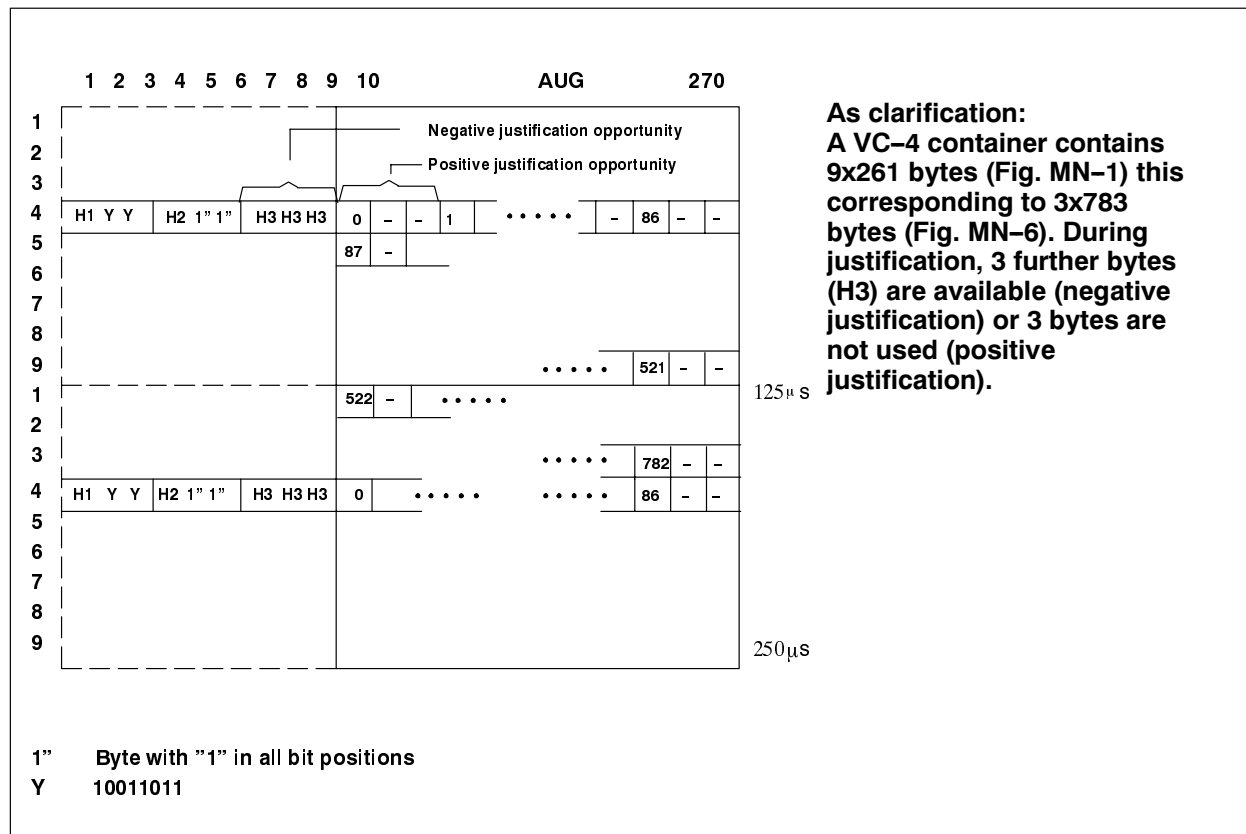 1 2 3 4 5 6 7 8 9 10 AUG 270
1
Negative justification opportunity
2
Positive justification opportunity
3
4 H1 Y Y H2 1" 1" H3 H3 H3 0 – – 1 ····· – 86 – –
5 87 –
6
7
8
9 ····· 521 – –
125µs
1 522 – ·····
2
3 ····· 782 – –
4 H1 Y Y H2 1" 1" H3 H3 H3 0 ····· ····· 86 – –
5
6
7
8
9
250µs
As clarification:
A VC–4 container contains
9x261 bytes (Fig. MN–1) this
corresponding to 3x783
bytes (Fig. MN–6). During
justification, 3 further bytes
(H3) are available (negative
justification) or 3 bytes are
not used (positive
justification).
1" Byte with "1" in all bit positions
Y 10011011